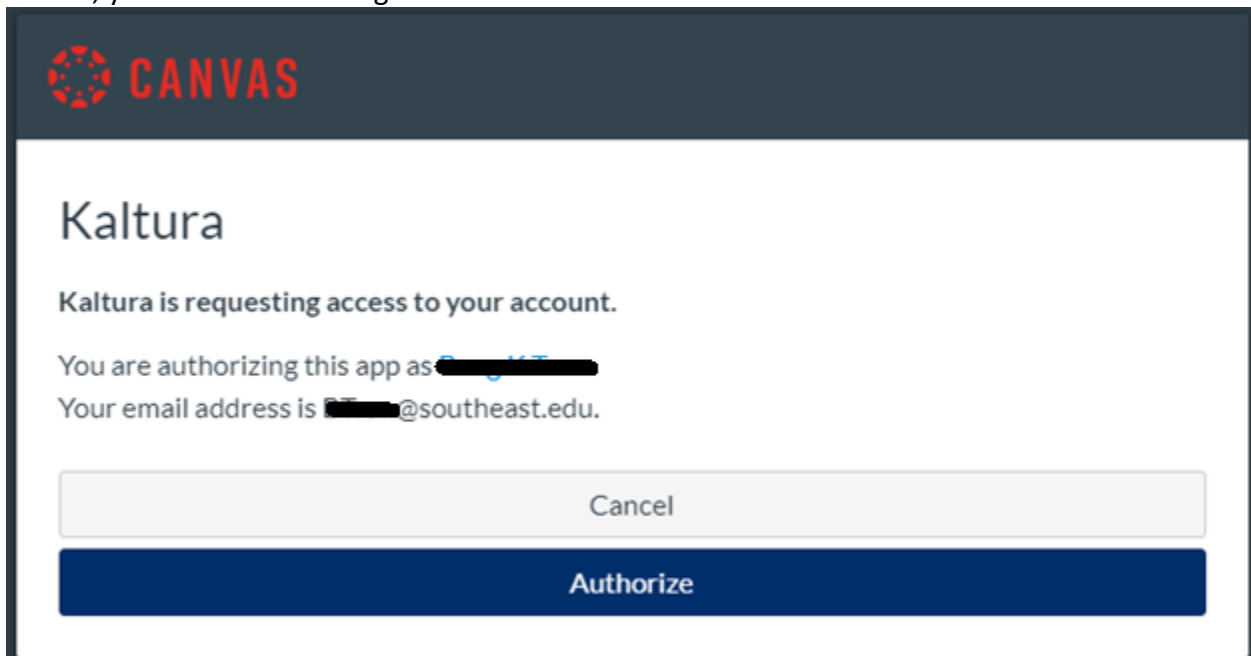 CANVAS
Kaltura
Kaltura is requesting access to your account.
You are authorizing this app as
Your email address is @southeast.edu.
Cancel
Authorize